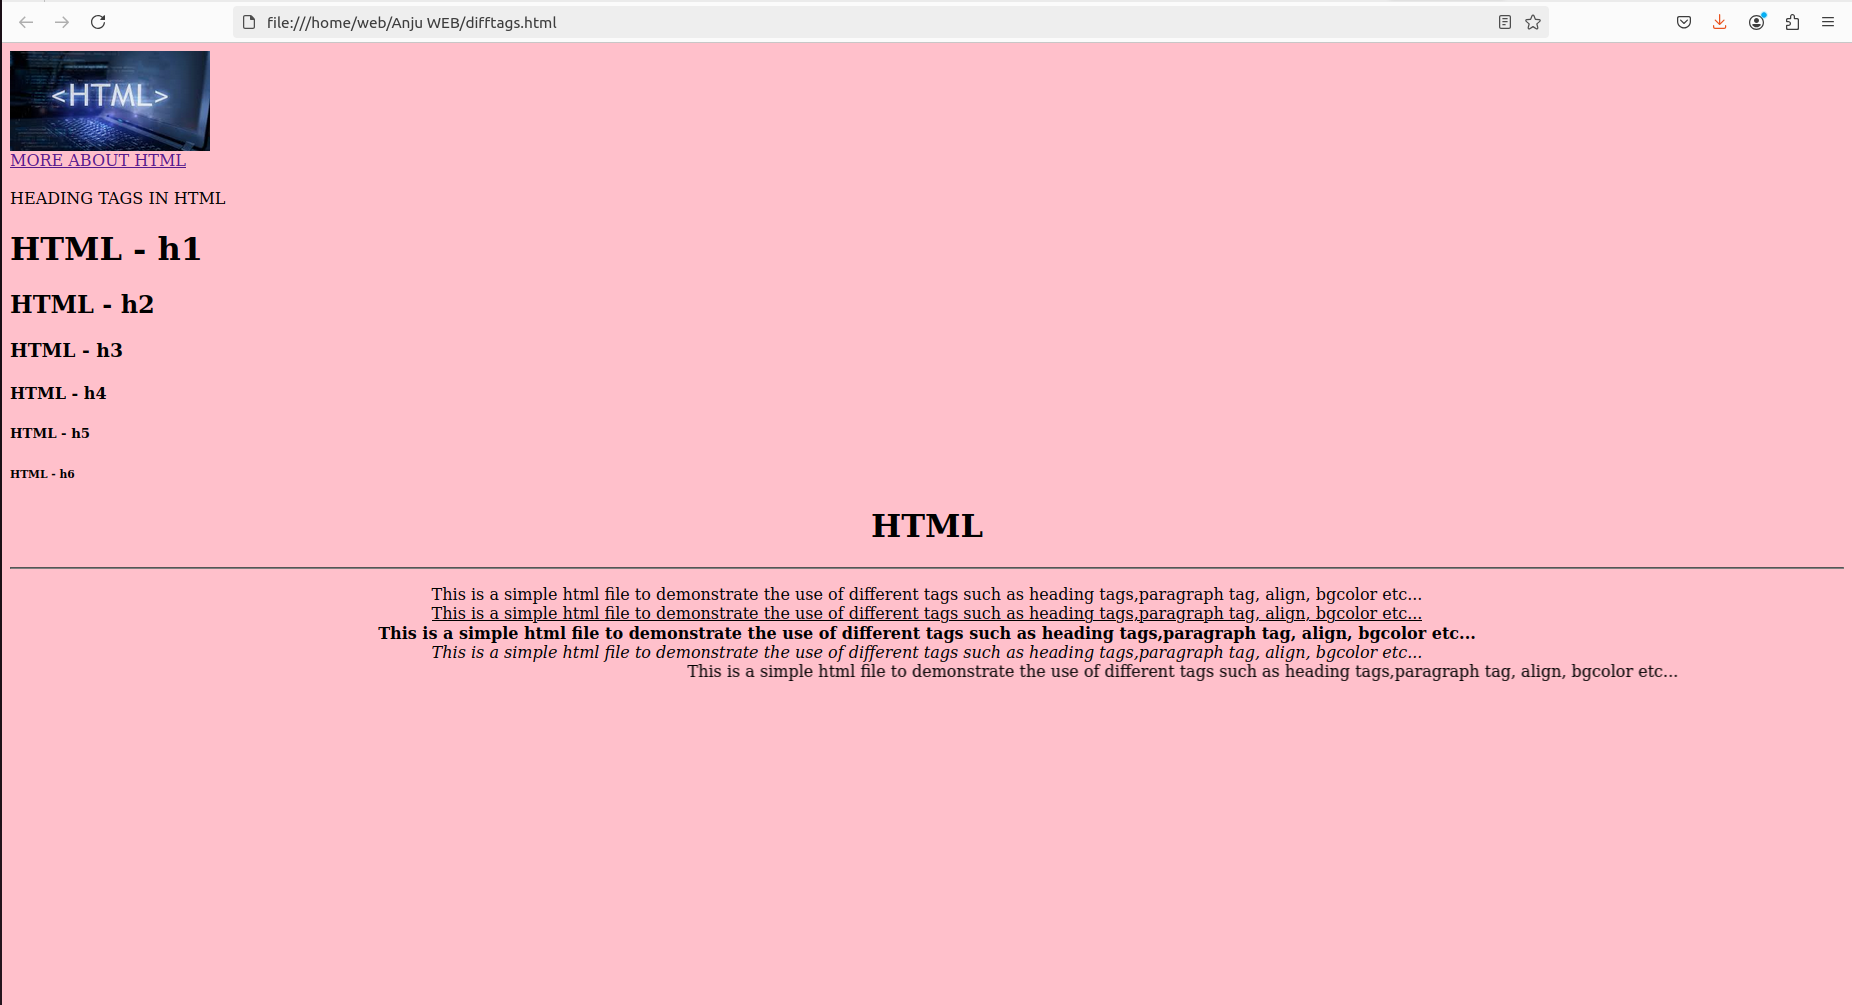 file:///home/web/Anju WEB/difftags.html
<HTML>
MORE ABOUT HTML
HEADING TAGS IN HTML
HTML - h1
HTML - h2
HTML - h3
HTML - h4
HTML - h5
HTML - h6
HTML
This is a simple html file to demonstrate the use of different tags such as heading tags,paragraph tag, align, bgcolor etc...
This is a simple html file to demonstrate the use of different tags such as heading tags,paragraph tag, align, bgcolor etc...
This is a simple html file to demonstrate the use of different tags such as heading tags,paragraph tag, align, bgcolor etc...
This is a simple html file to demonstrate the use of different tags such as heading tags,paragraph tag, align, bgcolor etc...
This is a simple html file to demonstrate the use of different tags such as heading tags,paragraph tag, align, bgcolor etc...